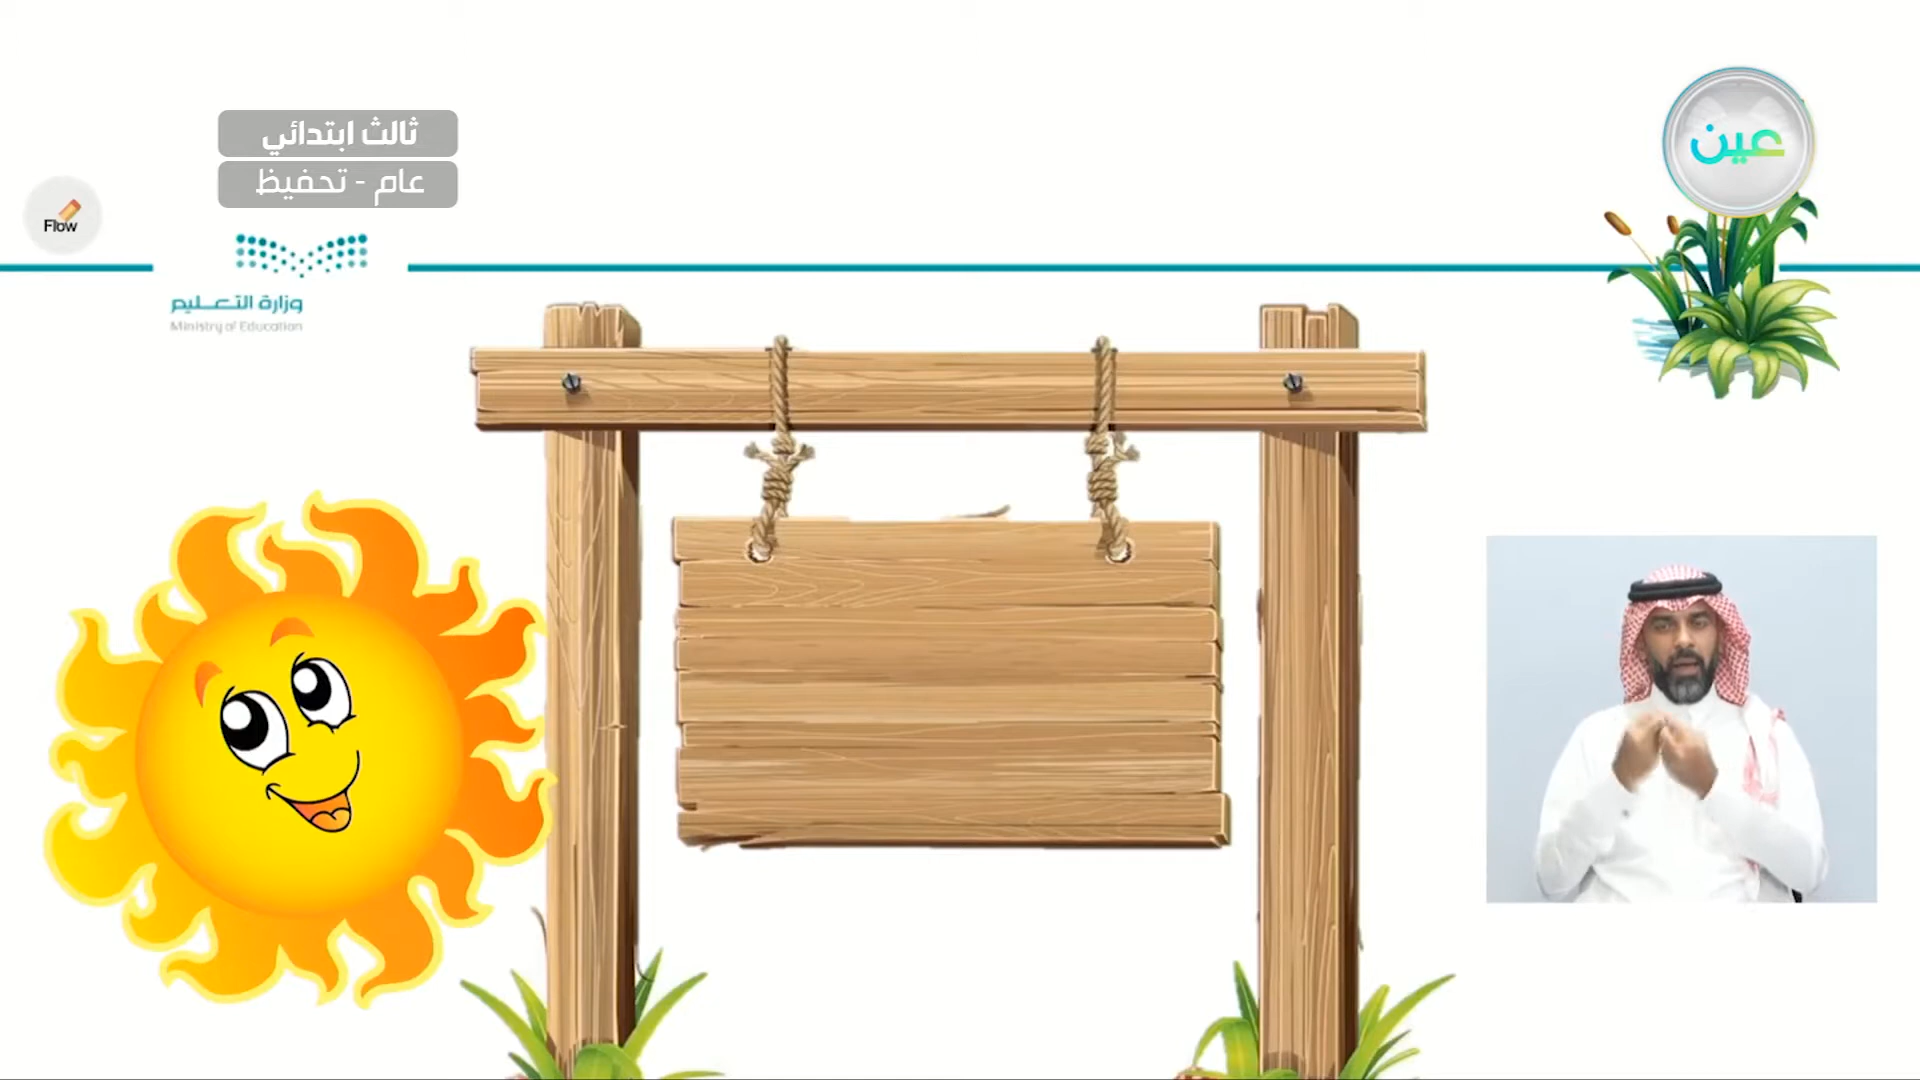 ثالث ابتدائي
عام - تحفيظ
عين
Flow
وزارة التعليم
Ministry of Education